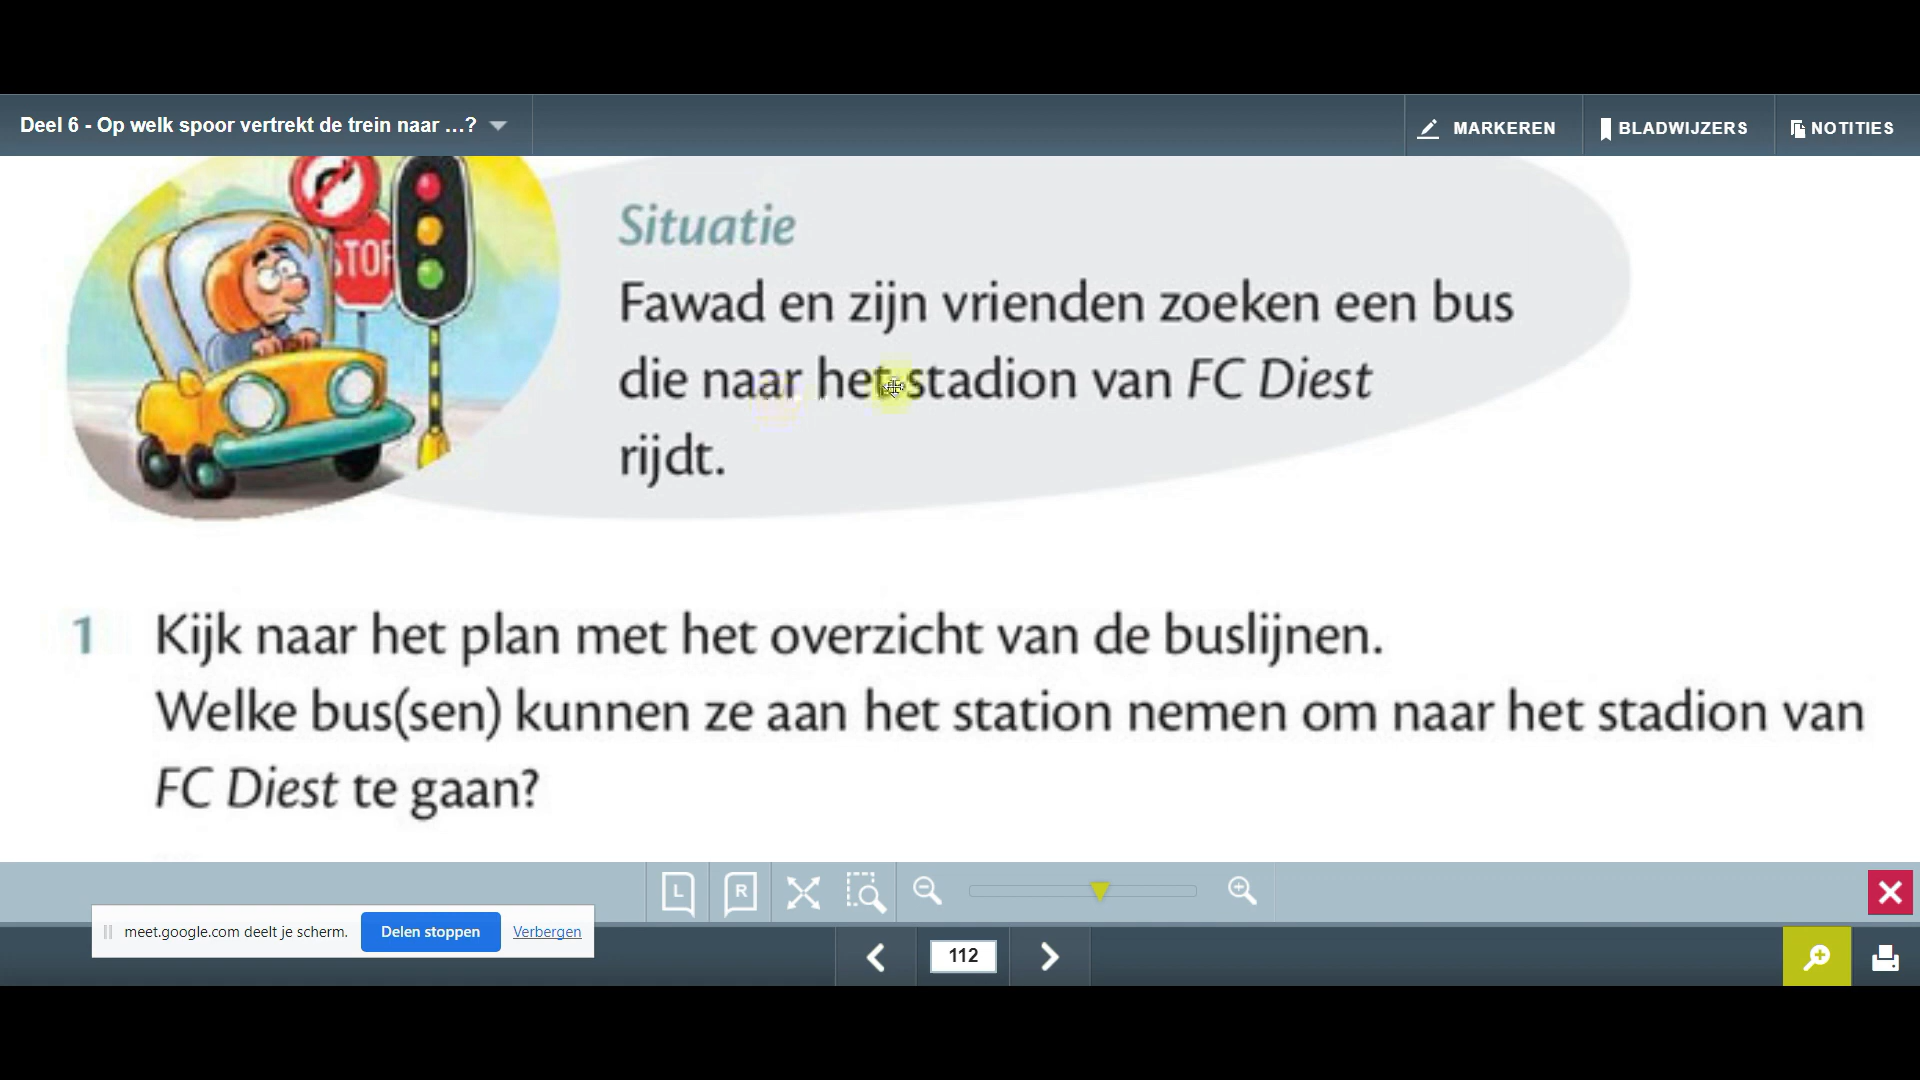 Deel 6 - Op welk spoor vertrekt de trein naar ...?
MARKEREN
BLADWIJZERS
NOTITIES
STOP
Situatie
Fawad en zijn vrienden zoeken een bus
die naar het stadion van FC Diest
rijdt.
1 Kijk naar het plan met het overzicht van de buslijnen.
Welke bus(sen) kunnen ze aan het station nemen om naar het stadion van
FC Diest te gaan?
L
R
meet.google.com deelt je scherm.
Delen stoppen
Verbergen
112